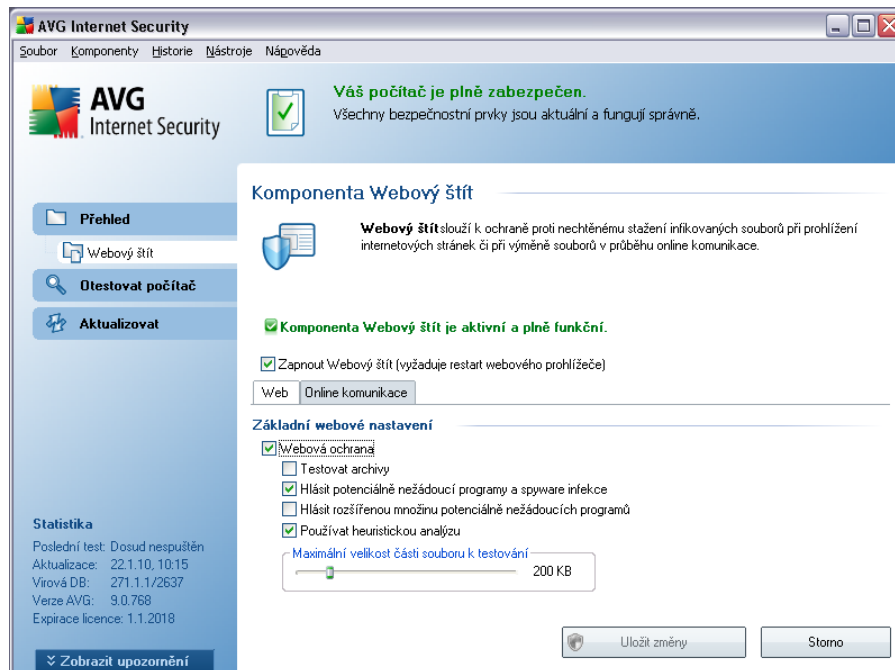 AVG Internet Security
Soubor Komponenty Historie Nástroje Nápověda
AVG
Internet Security
Váš počítač je plně zabezpečen.
Všechny bezpečnostní prvky jsou aktuální a fungují správně.
Přehled
Webový štít
Otestovat počítač
Aktualizovat
Komponenta Webový štít
Webový štít slouží k ochraně proti nechtěnému stažení infikovaných souborů při prohlížení
internetových stránek či při výměně souborů v průběhu online komunikace.
Komponenta Webový štít je aktivní a plně funkční.
Zapnout Webový štít (vyžaduje restart webového prohlížeče)
Web Online komunikace
Základní webové nastavení
Webová ochrana
Testovat archivy
Hlásit potenciálně nežádoucí programy a spyware infekce
Hlásit rozšířenou množinu potenciálně nežádoucích programů
Používat heuristickou analýzu
Maximální velikost části souboru k testování
200 KB
Statistika
Poslední test: Dosud nespuštěn
Aktualizace: 22.1.10, 10:15
Virová DB: 271.1.1/2637
Verze AVG: 9.0.768
Expirace licence: 1.1.2018
Zobrazit upozornění
Uložit změny
Storno